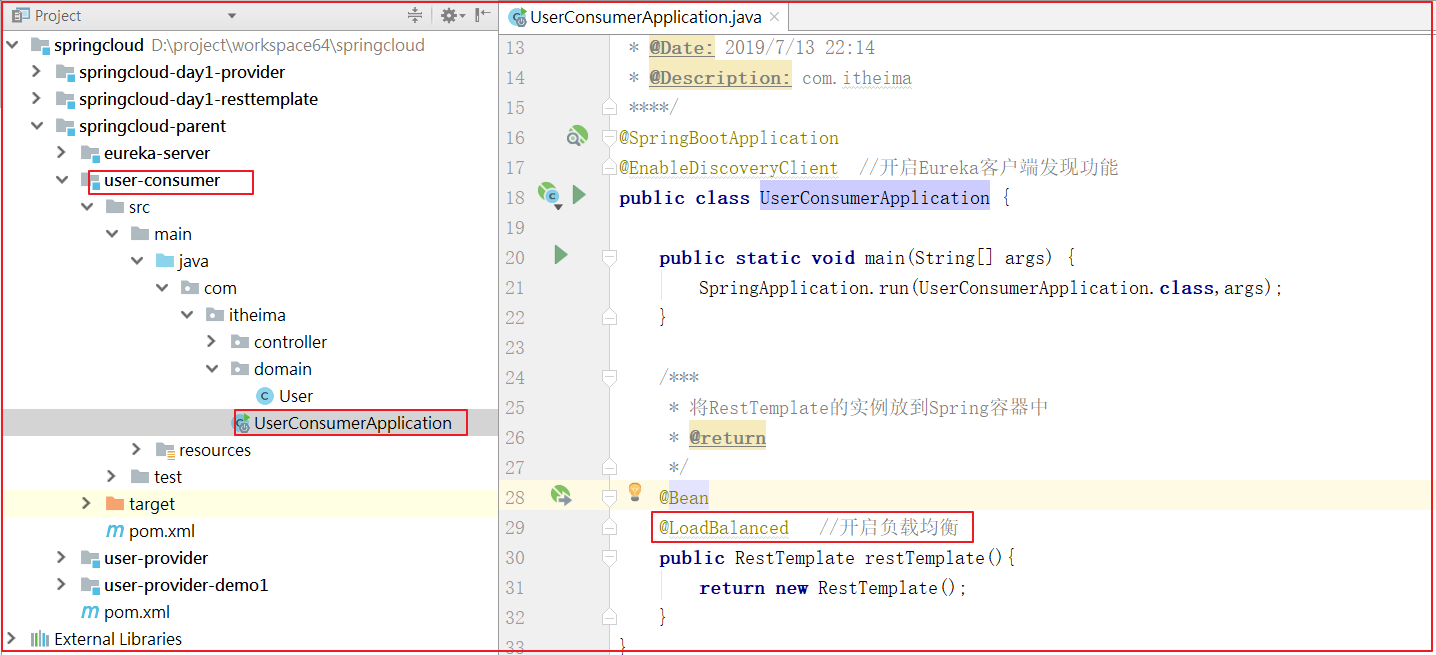 Project
springcloud D:\project\workspace64\springcloud
springcloud-day1-provider
springcloud-day1-resttemplate
springcloud-parent
eureka-server
user-consumer
src
main
java
com
itheima
controller
domain
User
UserConsumerApplication
resources
test
target
pom.xml
user-provider
user-provider-demo1
pom.xml
External Libraries
UserConsumerApplication.java
13 * @Date: 2019/7/13 22:14
14 * @Description: com.itheima
15 ****/
16 @SpringBootApplication
17 @EnableDiscoveryClient //开启Eureka客户端发现功能
18 public class UserConsumerApplication {
19
20 public static void main(String[] args) {
21 SpringApplication.run(UserConsumerApplication.class,args);
22 }
23
24 /***
25 * 将RestTemplate的实例放到Spring容器中
26 * @return
27 */
28 @Bean
29 @LoadBalanced //开启负载均衡
30 public RestTemplate restTemplate(){
31 return new RestTemplate();
32 }
33 }